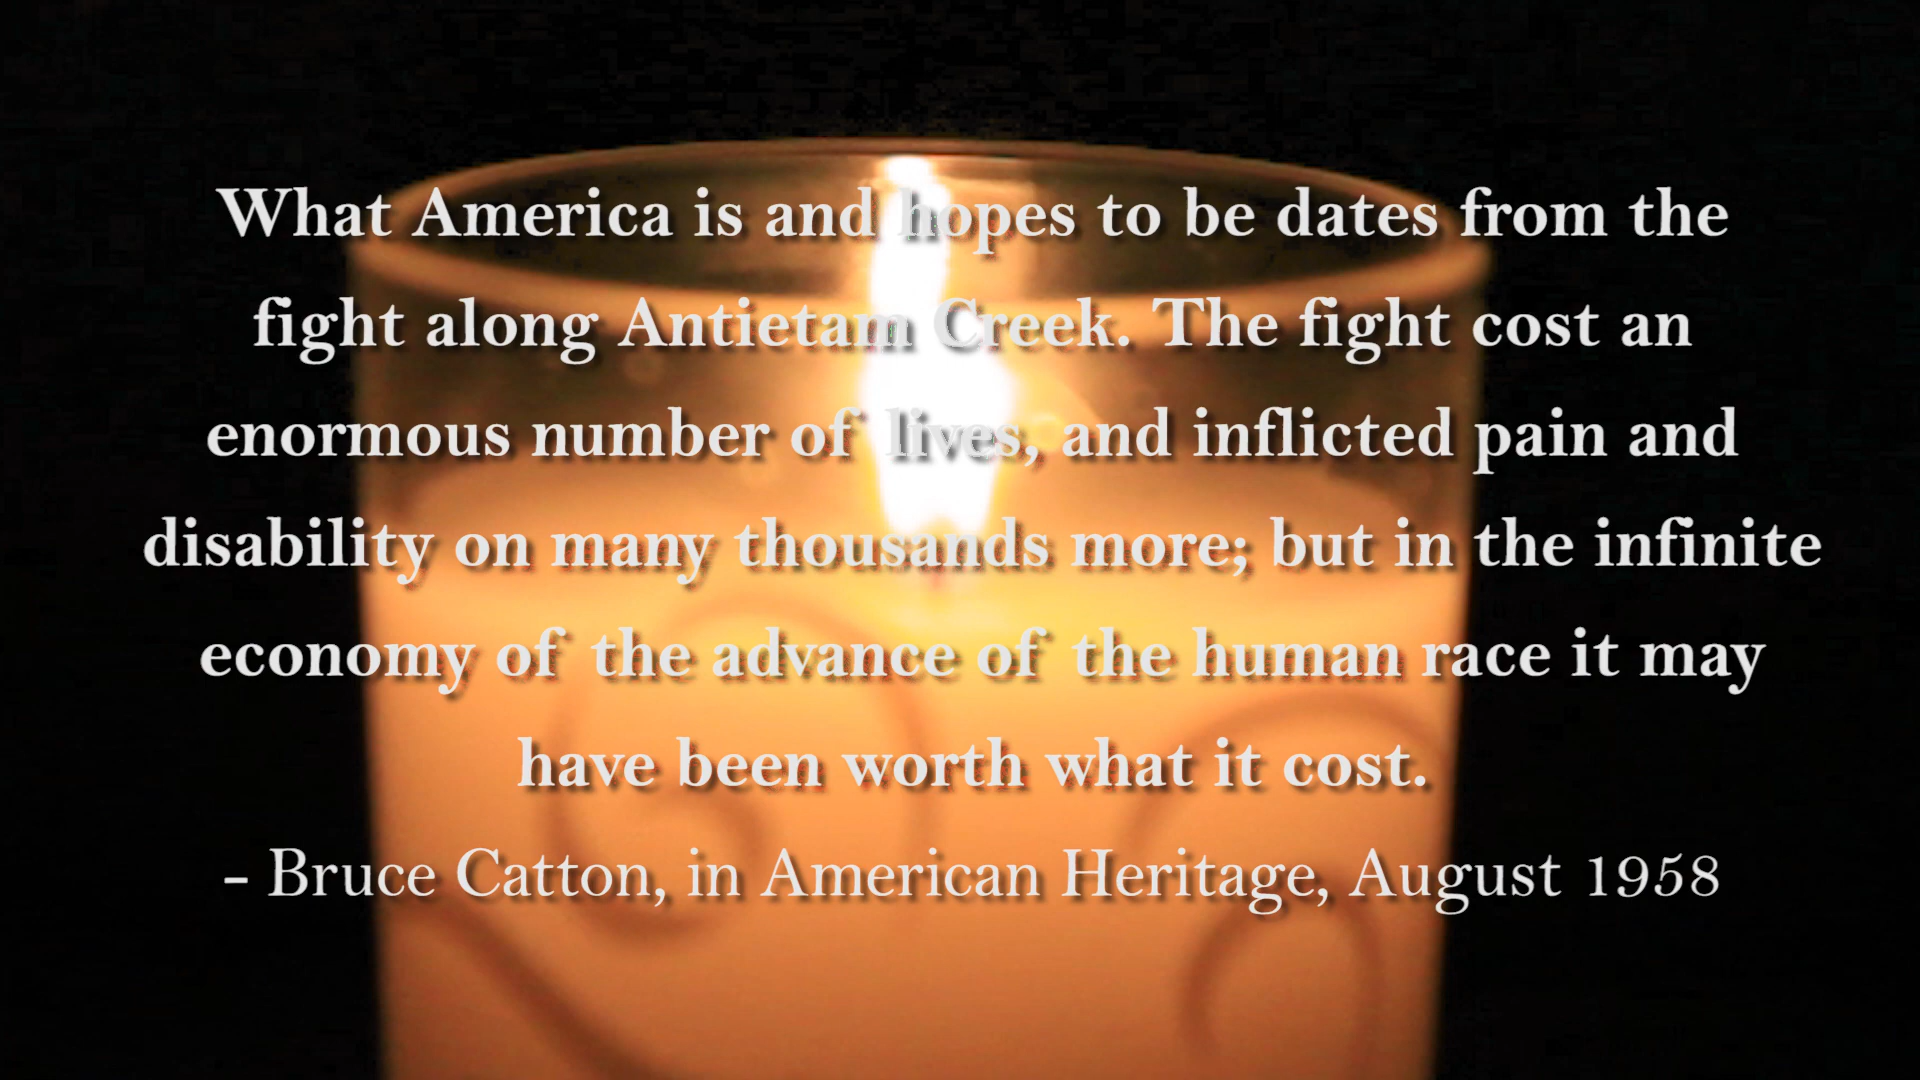 What America is and hopes to be dates from the
fight along Antietam Creek. The fight cost an
enormous number of lives, and inflicted pain and
disability on many thousands more; but in the infinite
economy of the advance of the human race it may
have been worth what it cost.
- Bruce Catton, in American Heritage, August 1958